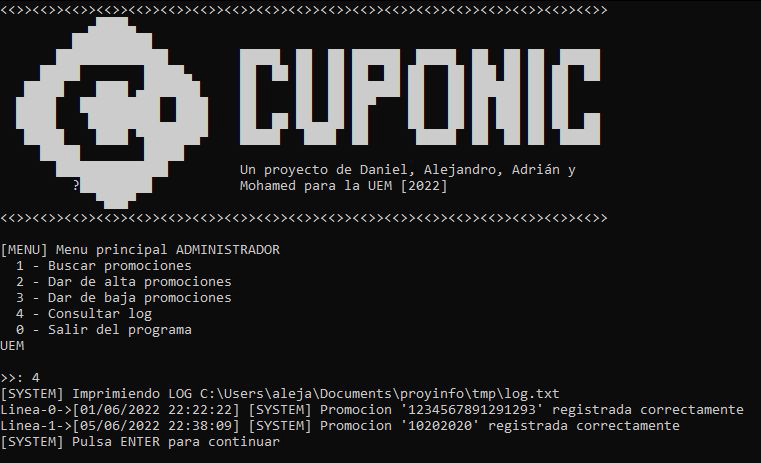 <<>><<>><<>><<>><<>><<>><<>><<>><<>><<>><<>><<>><<>><<>><<>><<>><<>><<>><<>>
CUPONIC
Un proyecto de Daniel, Alejandro, Adrián y
?
Mohamed para la UEM [2022]
<<>><<>><<>><<>><<>><<>><<>><<>><<>><<>><<>><<>><<>><<>><<>><<>><<>><<>><<>>
[MENU] Menu principal ADMINISTRADOR
1 - Buscar promociones
2 - Dar de alta promociones
3 - Dar de baja promociones
4 - Consultar log
0 - Salir del programa
UEM
>>: 4
[SYSTEM] Imprimiendo LOG C:\Users\aleja\Documents\proyinfo\tmp\log.txt
Linea-0->[01/06/2022 22:22:22] [SYSTEM] Promocion '1234567891291293' registrada correctamente
Linea-1->[05/06/2022 22:38:09] [SYSTEM] Promocion '10202020' registrada correctamente
[SYSTEM] Pulsa ENTER para continuar